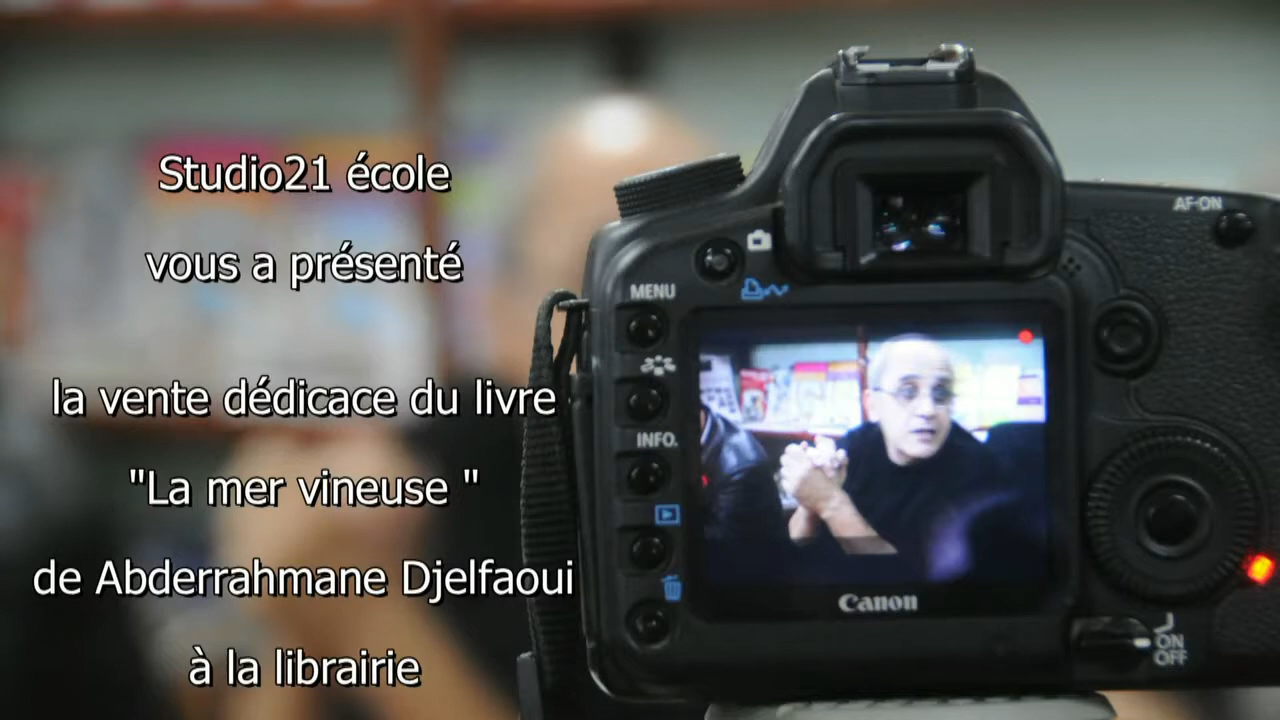 Studio21 école
vous a présenté
la vente dédicace du livre
"La mer vineuse "
de Abderrahmane Djelfaoui
à la librairie
AF-ON
MENU
INFO.
Canon
ON
OFF